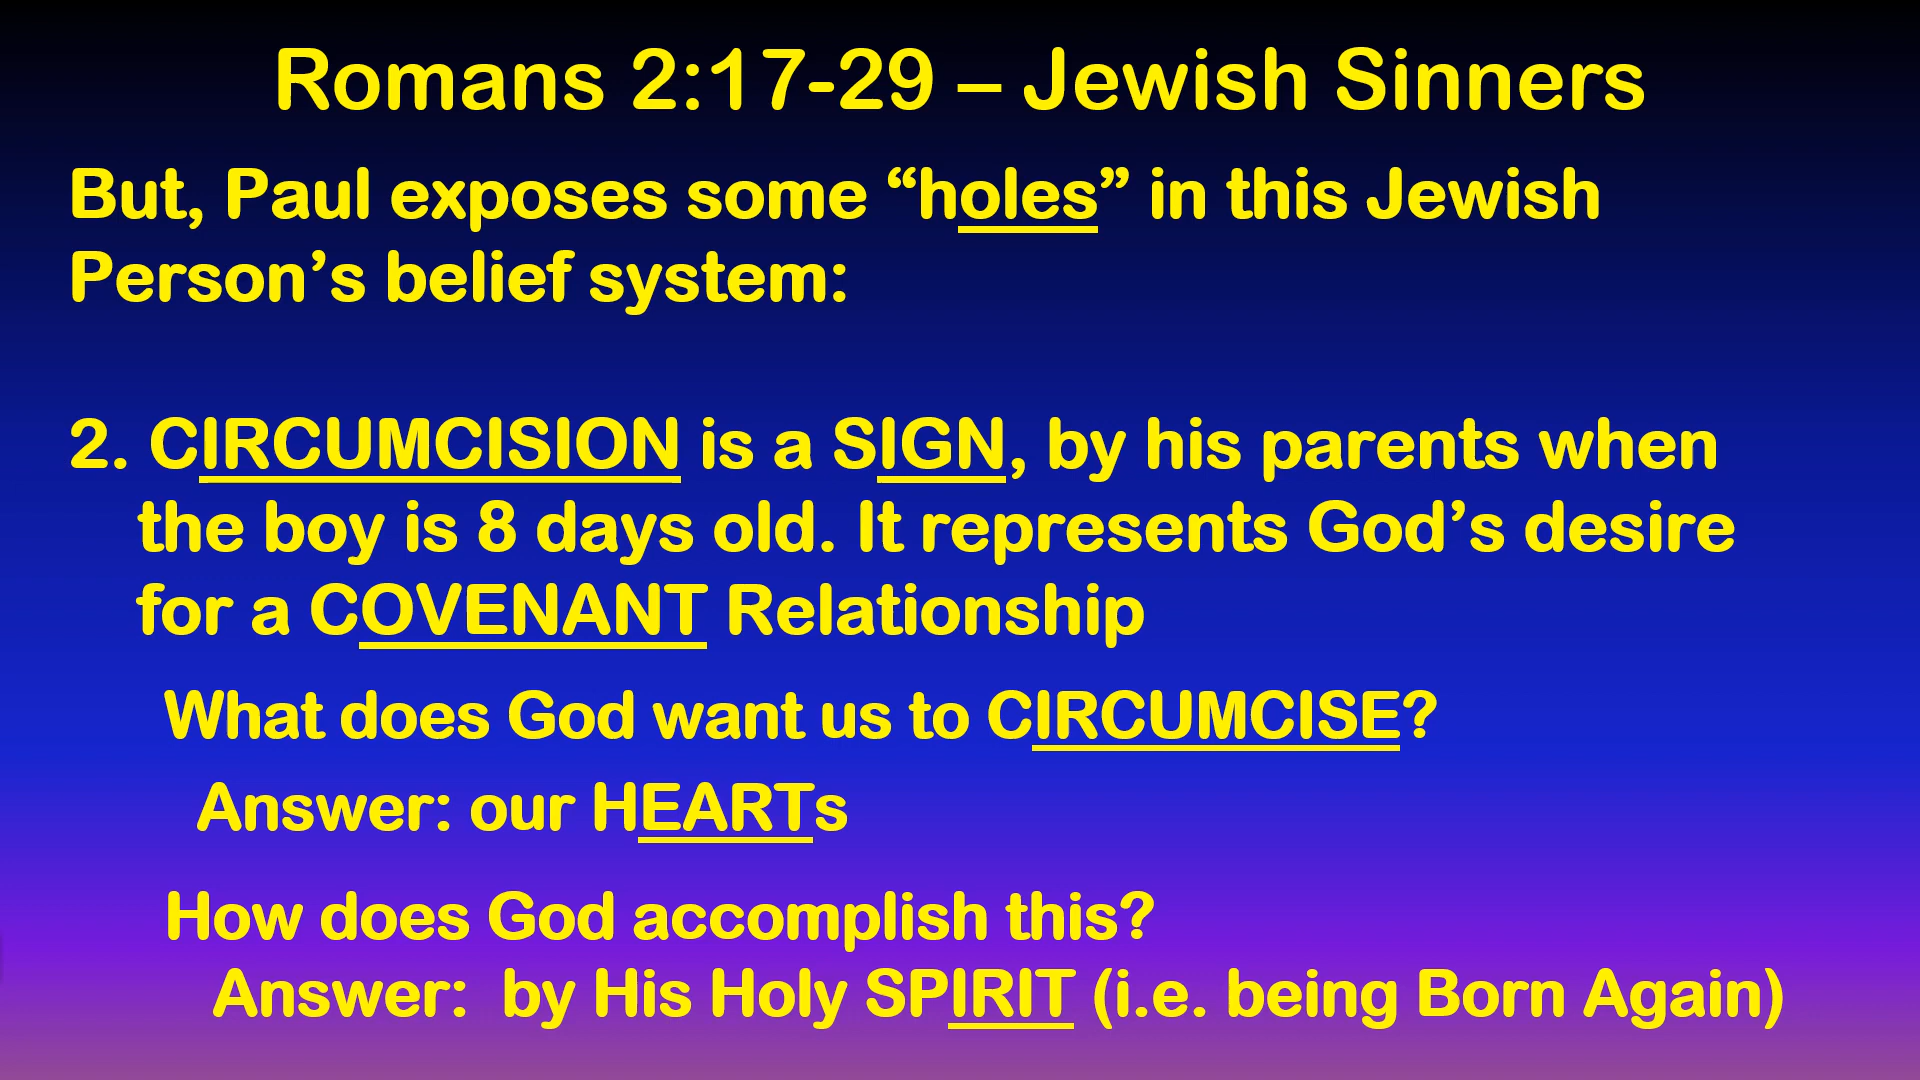 Romans 2:17-29 – Jewish Sinners
But, Paul exposes some “holes” in this Jewish
Person’s belief system:
2. CIRCUMCISION is a SIGN, by his parents when
the boy is 8 days old. It represents God’s desire
for a COVENANT Relationship
What does God want us to CIRCUMCISE?
Answer: our HEARTs
How does God accomplish this?
Answer:  by His Holy SPIRIT (i.e. being Born Again)